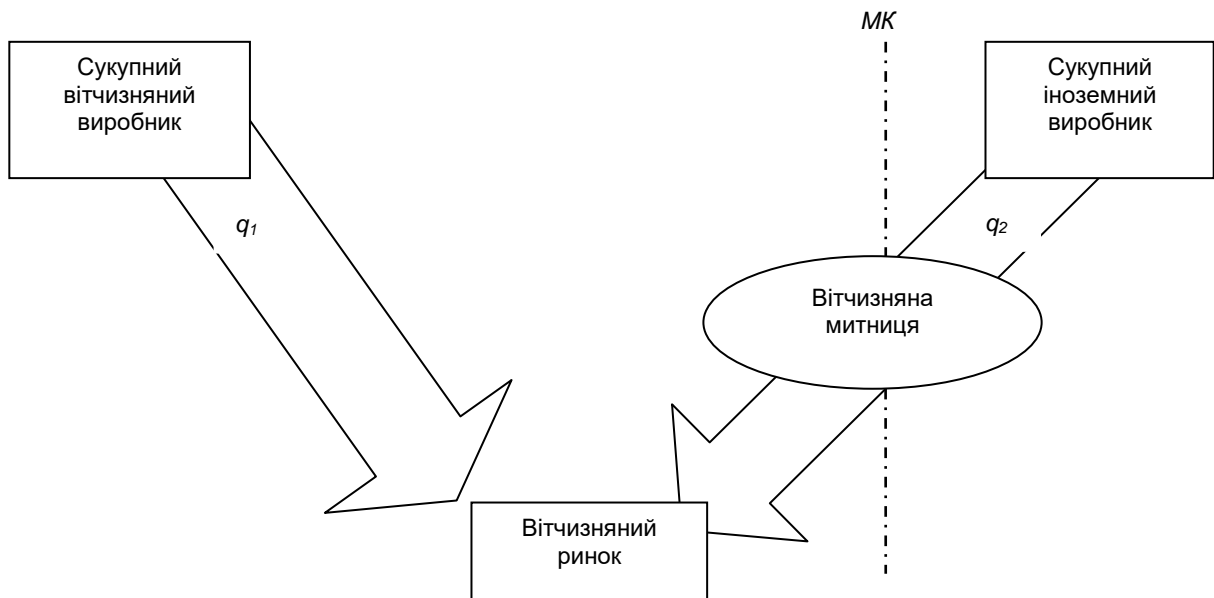 МК
Сукупний
вітчизняний
виробник
Сукупний
іноземний
виробник
q1
q2
Вітчизняна
митниця
Вітчизняний
ринок